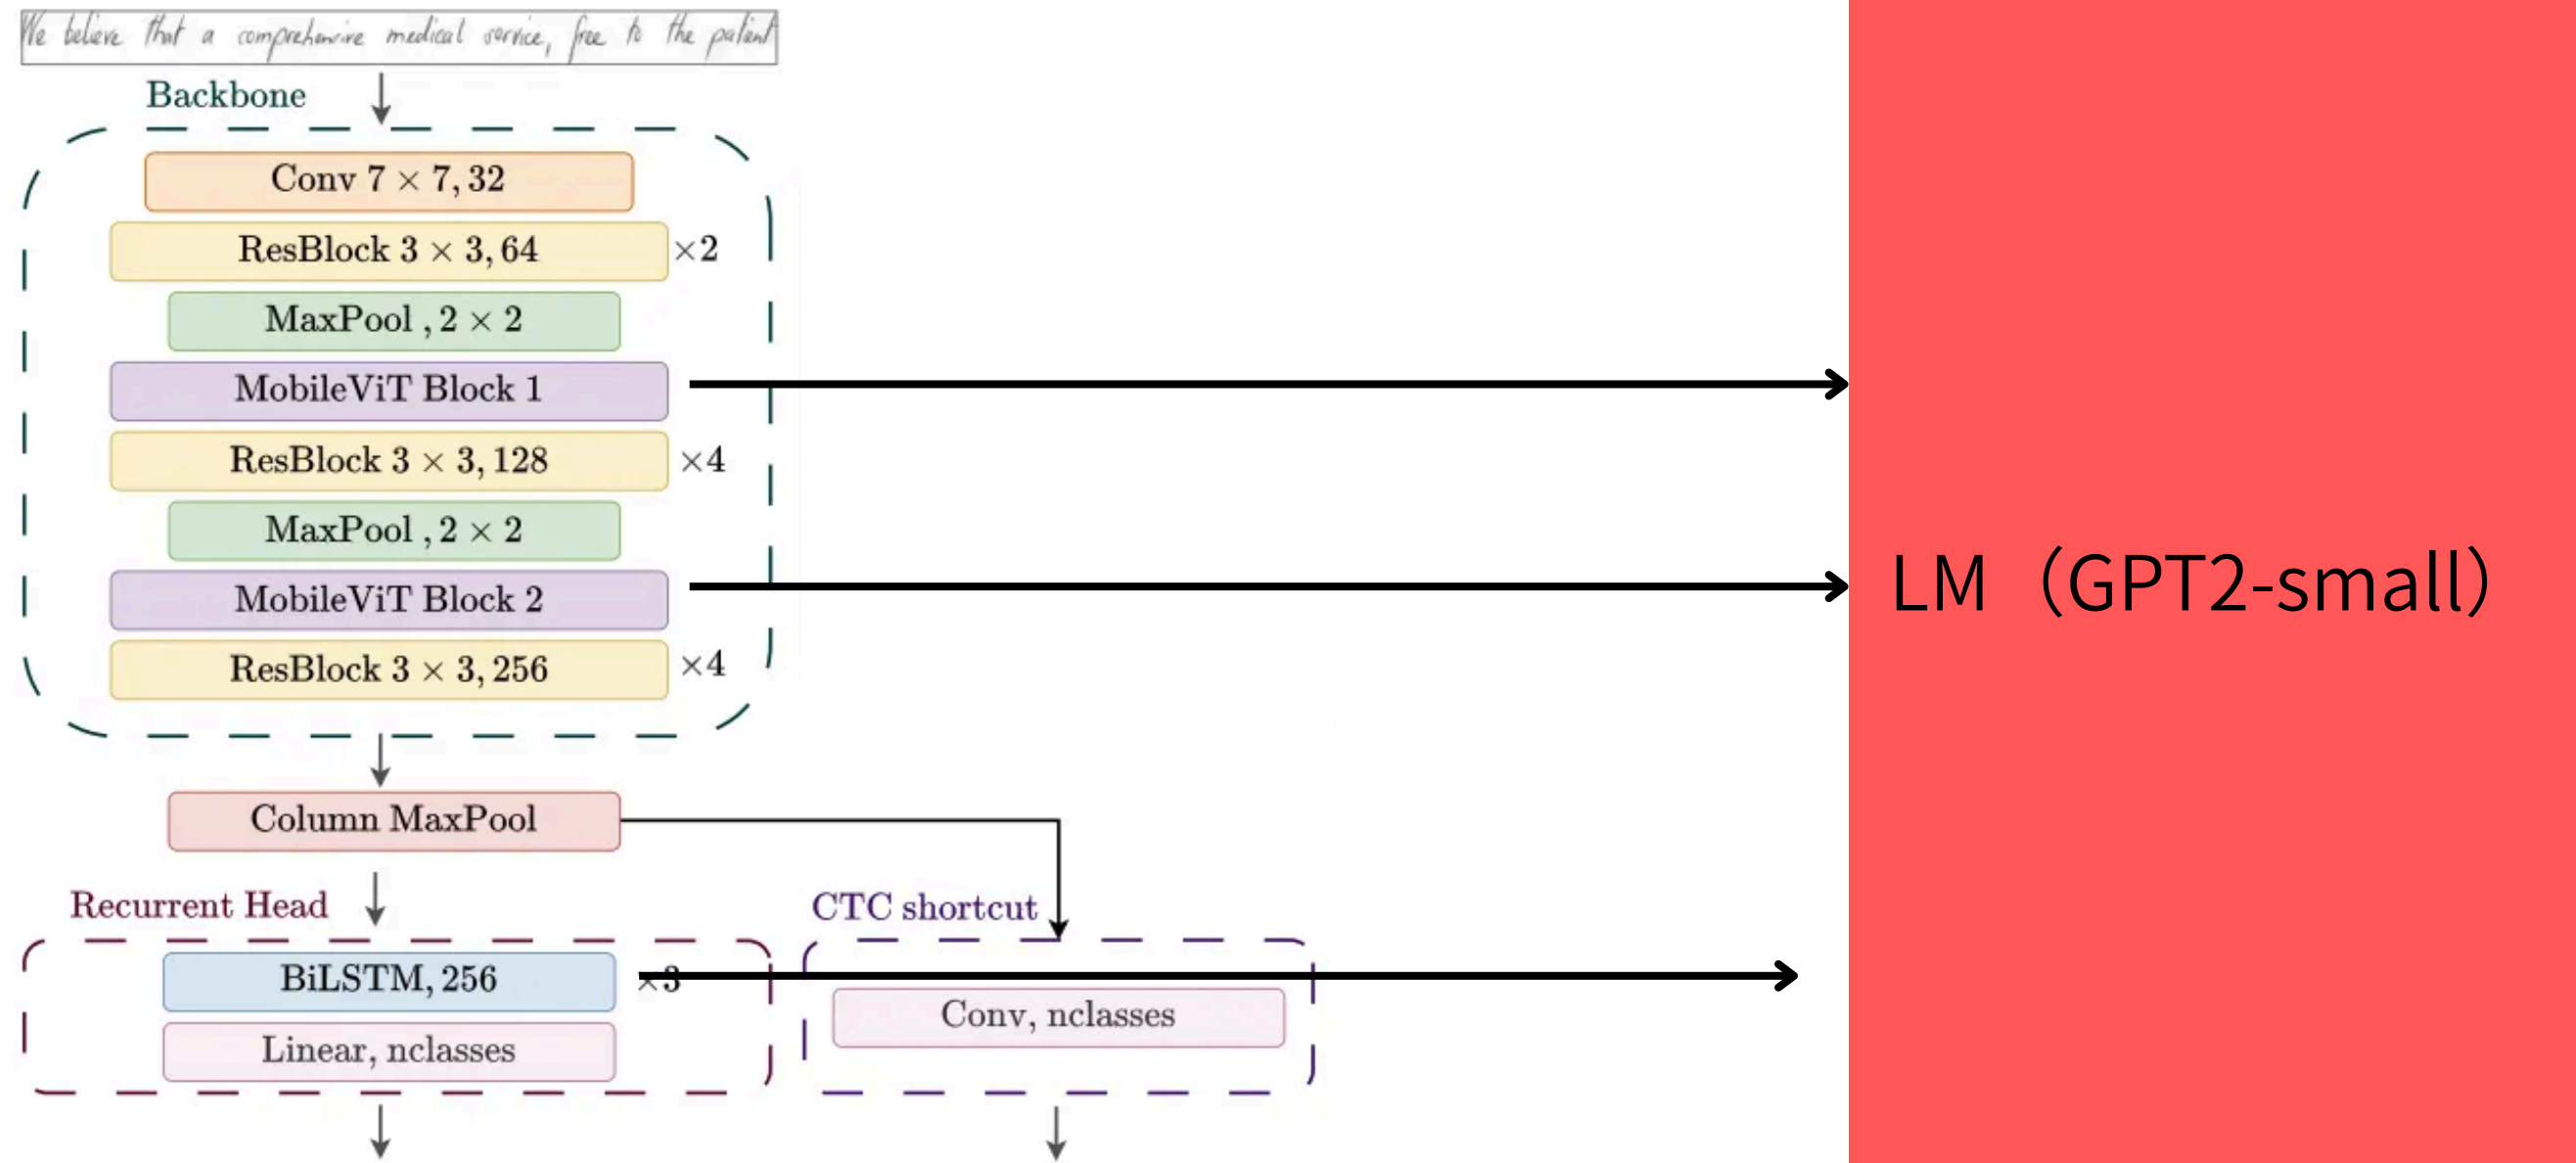 We believe that a comprehensive medical service, free to the patient
Backbone
Conv 7 × 7, 32
ResBlock 3 × 3, 64 ×2
MaxPool , 2 × 2
MobileViT Block 1
ResBlock 3 × 3, 128 ×4
MaxPool , 2 × 2
MobileViT Block 2
ResBlock 3 × 3, 256 ×4
LM（GPT2-small）
Column MaxPool
Recurrent Head
BiLSTM, 256 ×3
Linear, nclasses
CTC shortcut
Conv, nclasses